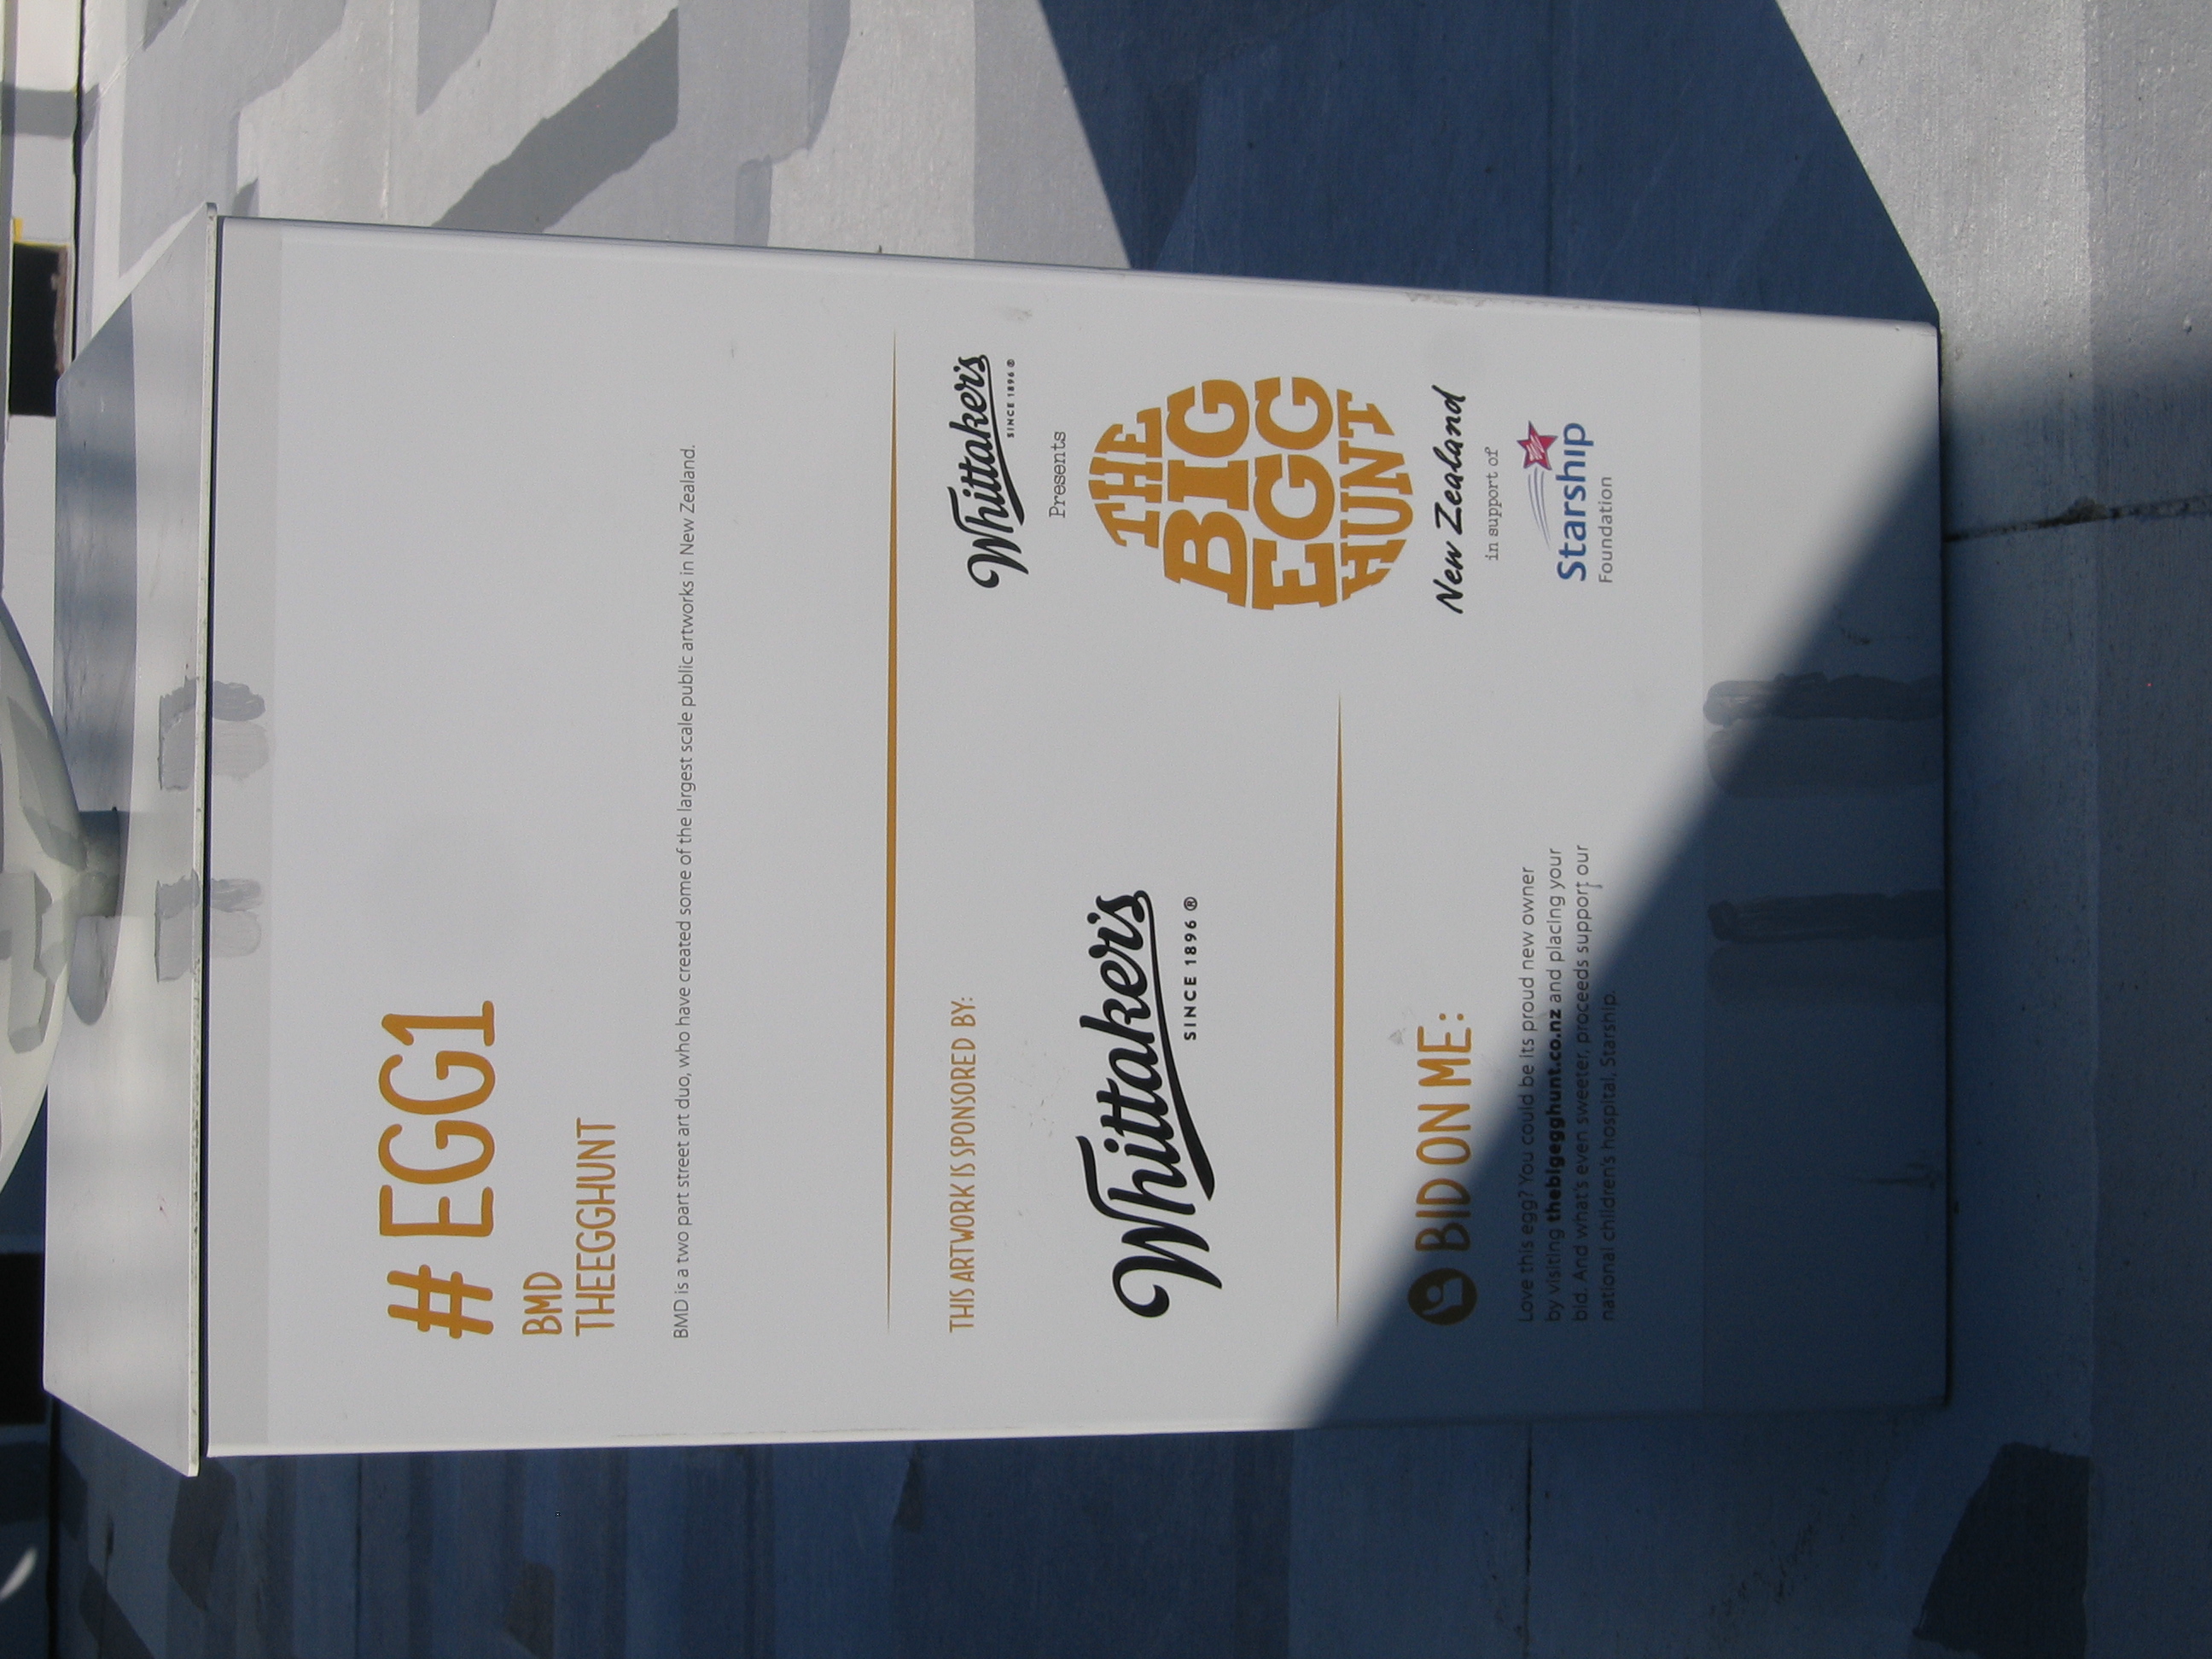 # EGG1
BMD
THEEGGHUNT
BMD is a two part street art duo, who have created some of the largest scale public artworks in New Zealand.
THIS ARTWORK IS SPONSORED BY:
Whittaker's
SINCE 1896 ®
BID ON ME:
Love this egg? You could be its proud new owner
by visiting thebigegghunt.co.nz and placing your
bid. And what's even sweeter, proceeds support our
national children's hospital, Starship.
Whittaker's
SINCE 1896 ®
Presents
THE
BIG
EGG
HUNT
New Zealand
in support of
Starship
Foundation